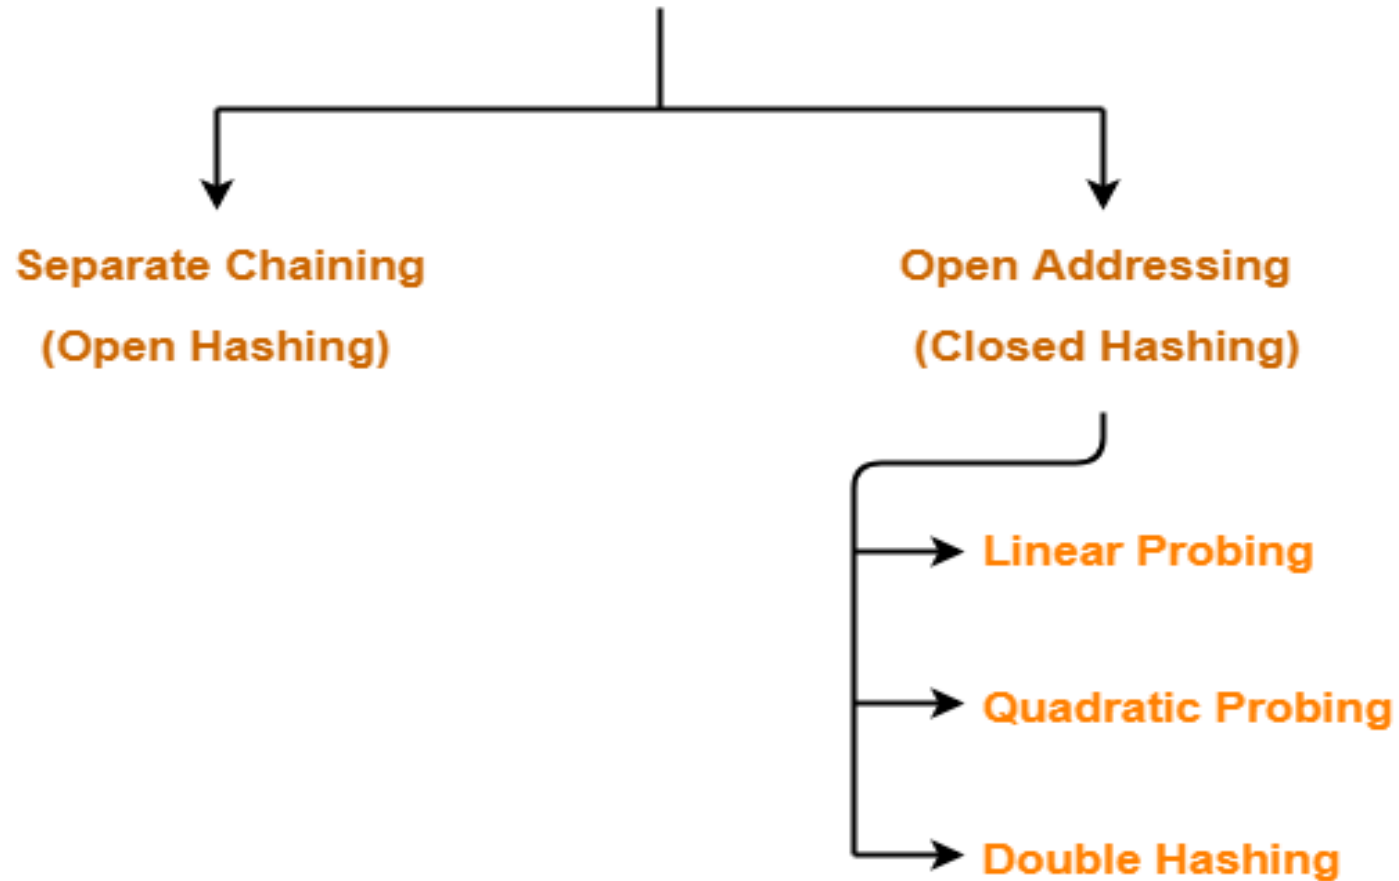 Separate Chaining
(Open Hashing)
Open Addressing
(Closed Hashing)
Linear Probing
Quadratic Probing
Double Hashing